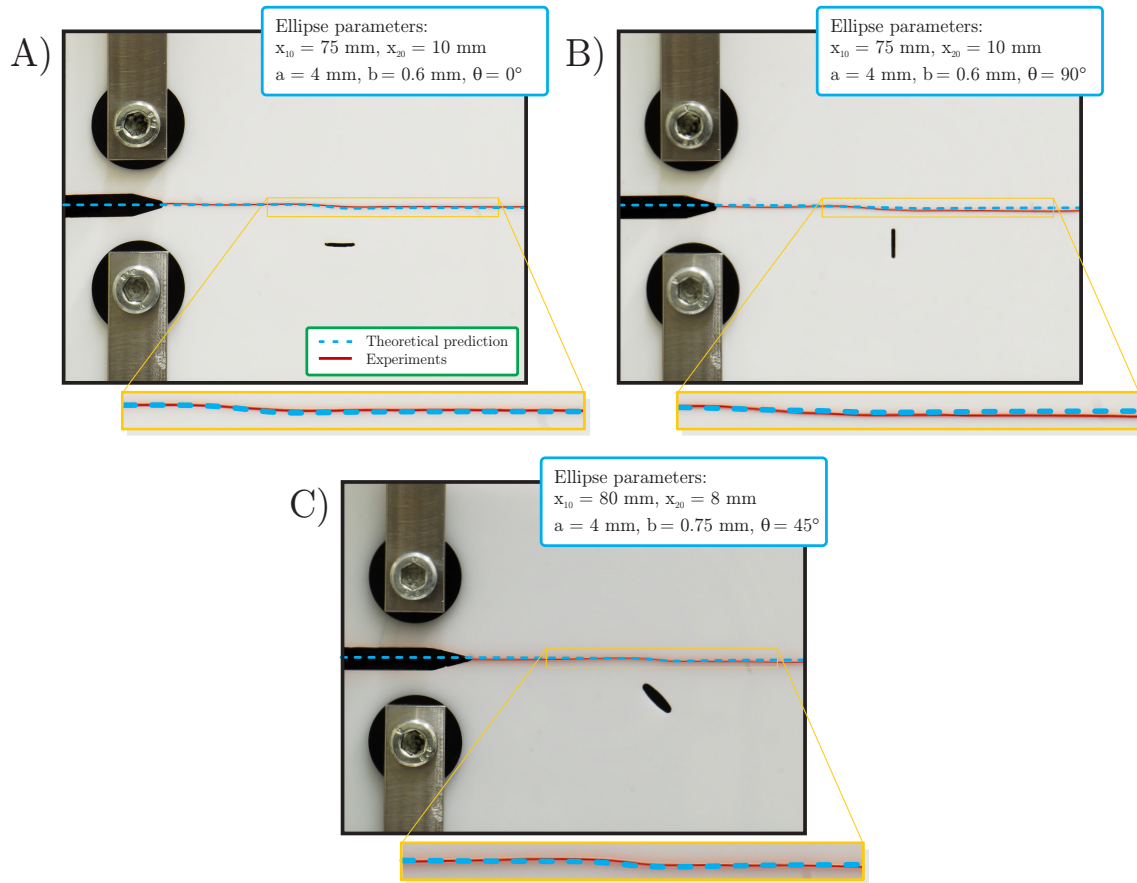 A)
Ellipse parameters:
x₁₀ = 75 mm, x₂₀ = 10 mm
a = 4 mm, b = 0.6 mm, θ = 0°
Theoretical prediction
Experiments
B)
Ellipse parameters:
x₁₀ = 75 mm, x₂₀ = 10 mm
a = 4 mm, b = 0.6 mm, θ = 90°
C)
Ellipse parameters:
x₁₀ = 80 mm, x₂₀ = 8 mm
a = 4 mm, b = 0.75 mm, θ = 45°